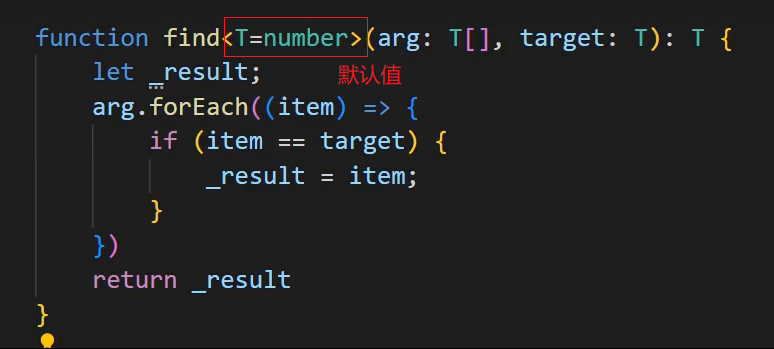 function find<T=number>(arg: T[], target: T): T {
let _result;
默认值
arg.forEach((item) => {
if (item == target) {
_result = item;
}
})
return _result
}